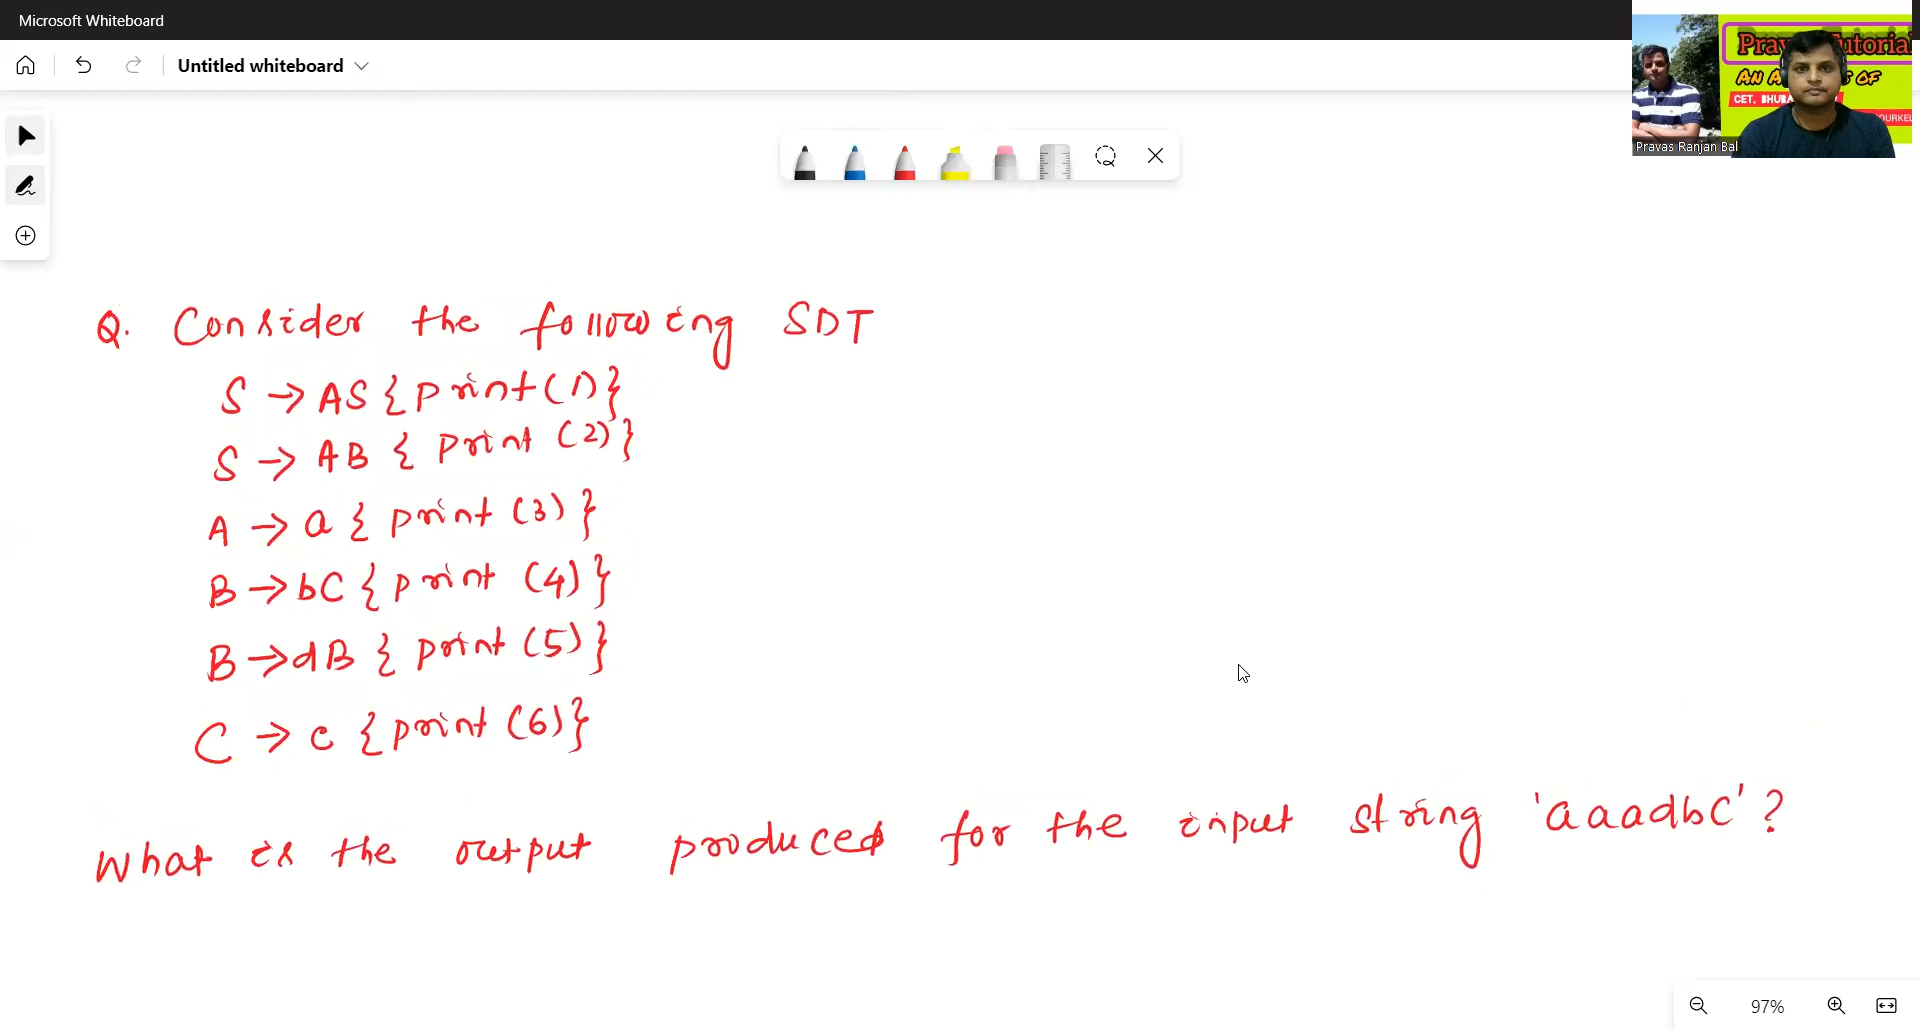 Microsoft Whiteboard
Untitled whiteboard
CET, BHUBA
Pravas Ranjan Bal
Q. Consider the following SDT
S → AS { print (1) }
S → AB { print (2) }
A → a { print (3) }
B → bC { print (4) }
B → dB { print (5) }
C → c { print (6) }
What is the output produced for the input string 'aaadbc' ?
97%